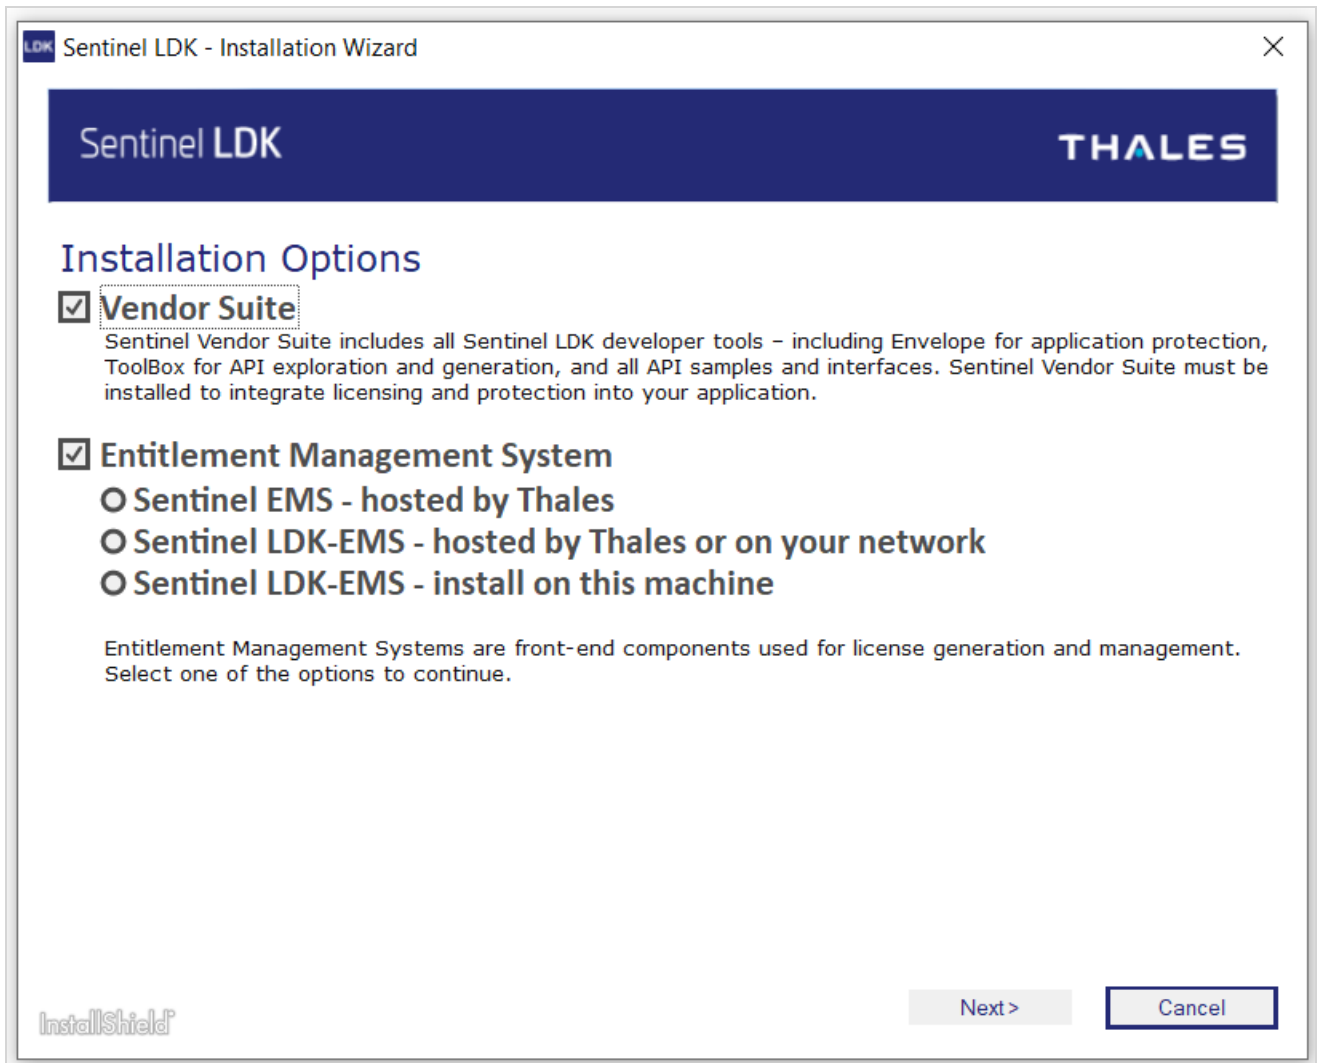 LDK Sentinel LDK - Installation Wizard
Sentinel LDK THALES
Installation Options
Vendor Suite
Sentinel Vendor Suite includes all Sentinel LDK developer tools – including Envelope for application protection,
ToolBox for API exploration and generation, and all API samples and interfaces. Sentinel Vendor Suite must be
installed to integrate licensing and protection into your application.
Entitlement Management System
Sentinel EMS - hosted by Thales
Sentinel LDK-EMS - hosted by Thales or on your network
Sentinel LDK-EMS - install on this machine
Entitlement Management Systems are front-end components used for license generation and management.
Select one of the options to continue.
InstallShield Next > Cancel